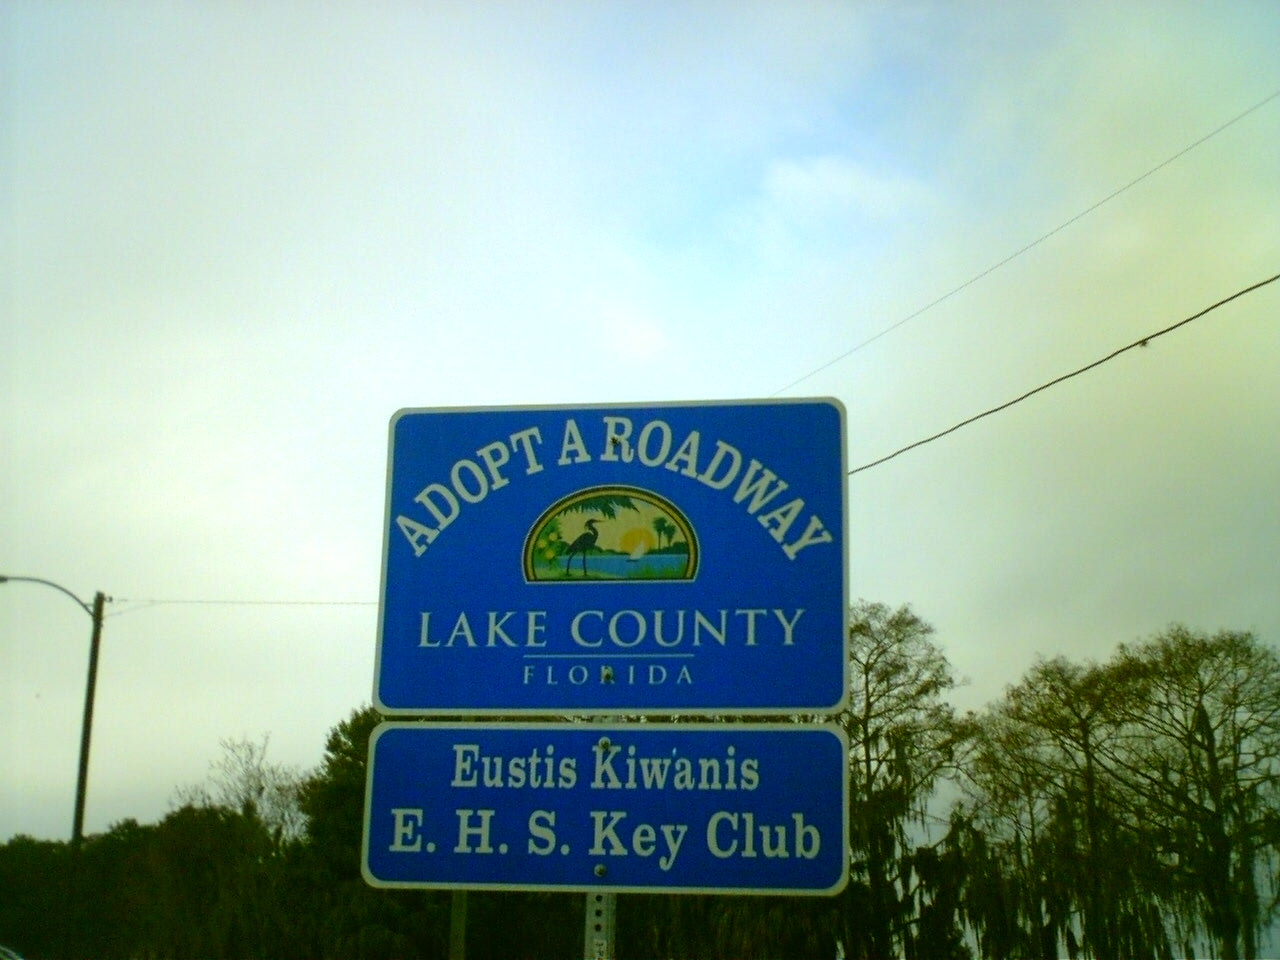 ADOPT A ROADWAY
LAKE COUNTY
FLORIDA
Eustis Kiwanis
E. H. S. Key Club